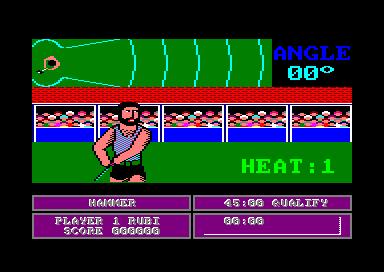 ANGLE
00°
HEAT:1
HAMMER
45:00 QUALIFY
PLAYER 1 RUBI
SCORE 000000
00:00